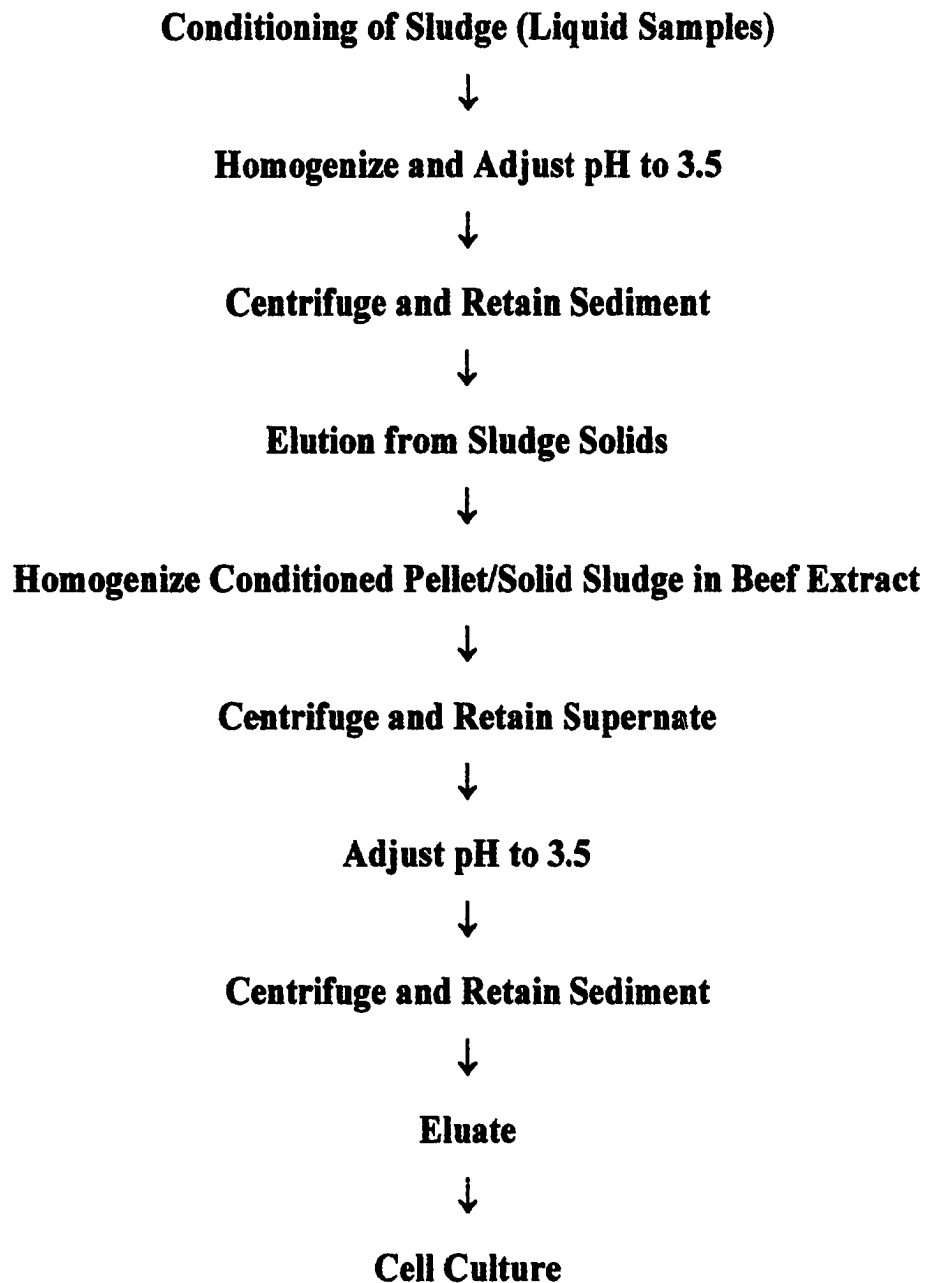 Conditioning of Sludge (Liquid Samples)
↓
Homogenize and Adjust pH to 3.5
↓
Centrifuge and Retain Sediment
↓
Elution from Sludge Solids
↓
Homogenize Conditioned Pellet/Solid Sludge in Beef Extract
↓
Centrifuge and Retain Supernate
↓
Adjust pH to 3.5
↓
Centrifuge and Retain Sediment
↓
Eluate
↓
Cell Culture